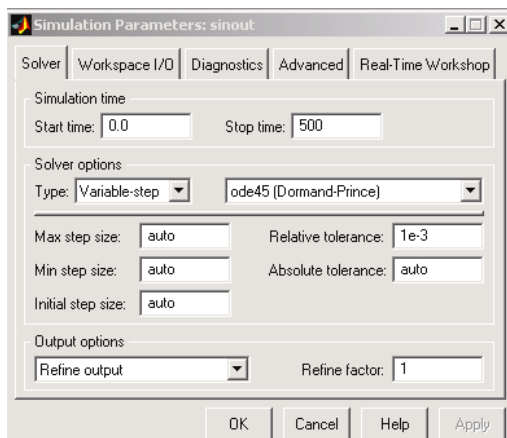 Simulation Parameters: sinout
Solver Workspace I/O Diagnostics Advanced Real-Time Workshop
Simulation time
Start time: 0.0 Stop time: 500
Solver options
Type: Variable-step ode45 (Dormand-Prince)
Max step size: auto Relative tolerance: 1e-3
Min step size: auto Absolute tolerance: auto
Initial step size: auto
Output options
Refine output Refine factor: 1
OK Cancel Help Apply